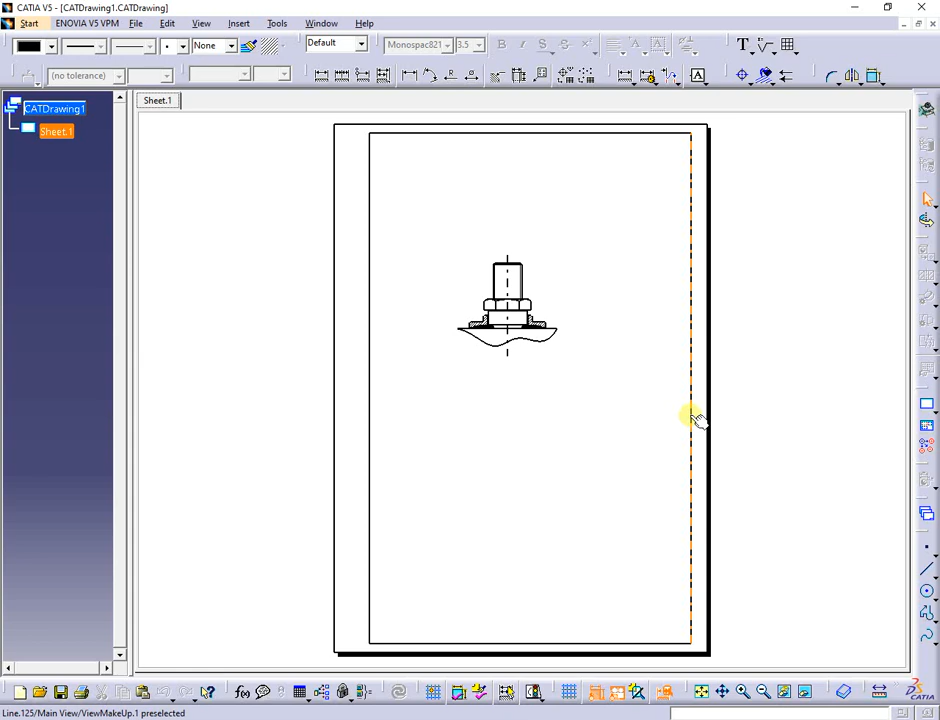 CATIA V5 - [CATDrawing1.CATDrawing]
Start ENOVIA V5 VPM File Edit View Insert Tools Window Help
None Default Monospac821 3.5 B I S S T
(no tolerance)
CATDrawing1
Sheet.1
Sheet.1
f(x)
Line.125/Main View/ViewMakeUp.1 preselected
CATIA